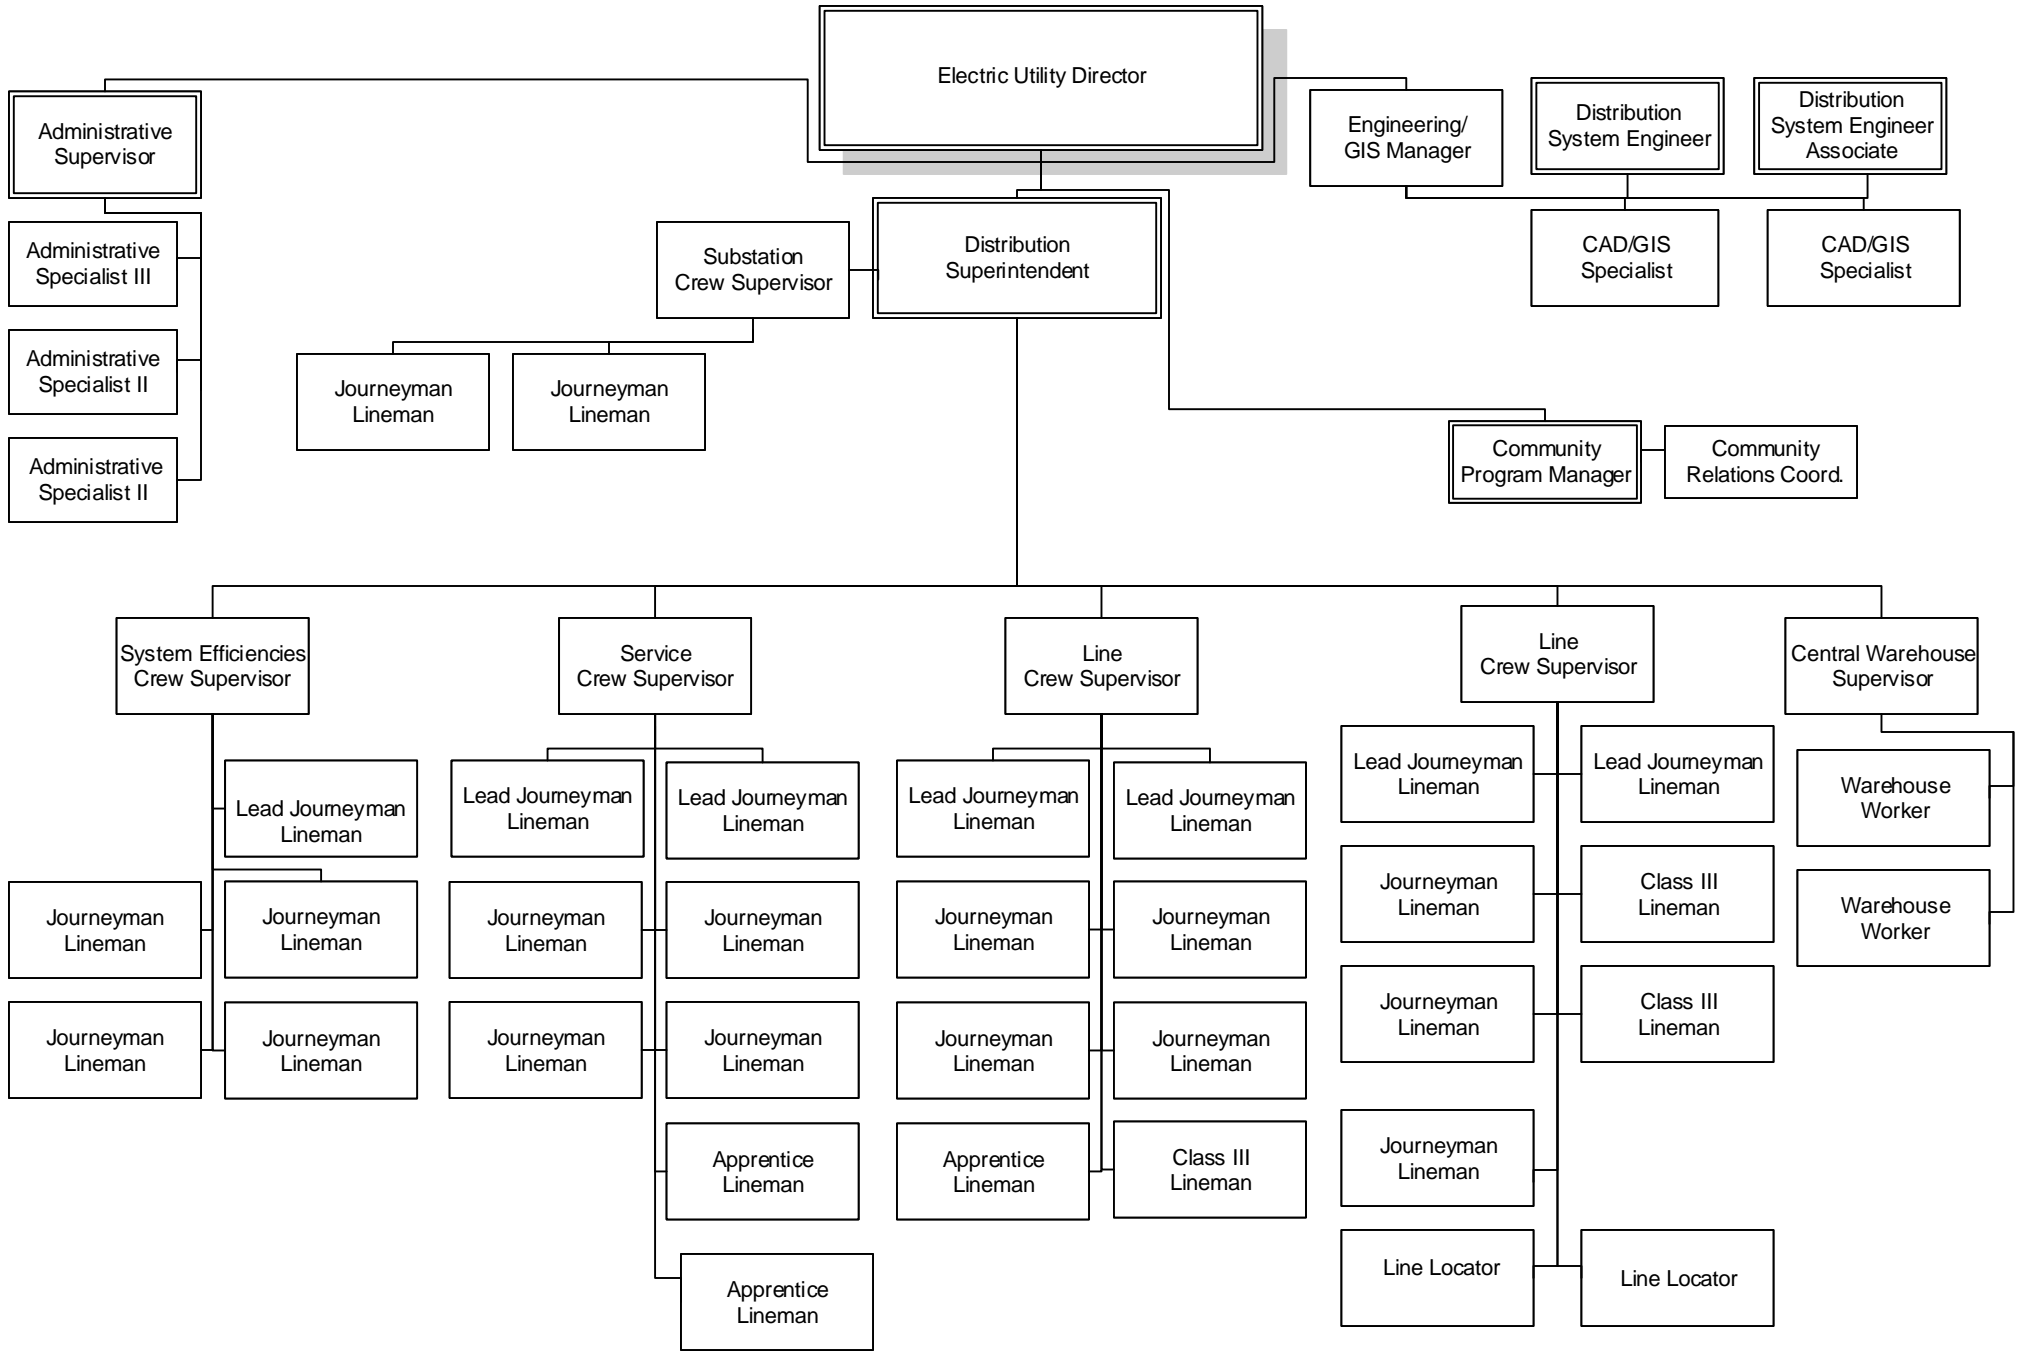 Electric Utility Director
Administrative
Supervisor
Engineering/
GIS Manager
Distribution
System Engineer
Distribution
System Engineer
Associate
Administrative
Specialist III
Administrative
Specialist II
Administrative
Specialist II
Substation
Crew Supervisor
Distribution
Superintendent
CAD/GIS
Specialist
CAD/GIS
Specialist
Journeyman
Lineman
Journeyman
Lineman
Community
Program Manager
Community
Relations Coord.
System Efficiencies
Crew Supervisor
Service
Crew Supervisor
Line
Crew Supervisor
Line
Crew Supervisor
Central Warehouse
Supervisor
Lead Journeyman
Lineman
Journeyman
Lineman
Journeyman
Lineman
Journeyman
Lineman
Journeyman
Lineman
Lead Journeyman
Lineman
Lead Journeyman
Lineman
Journeyman
Lineman
Journeyman
Lineman
Journeyman
Lineman
Journeyman
Lineman
Apprentice
Lineman
Apprentice
Lineman
Lead Journeyman
Lineman
Lead Journeyman
Lineman
Journeyman
Lineman
Journeyman
Lineman
Journeyman
Lineman
Journeyman
Lineman
Apprentice
Lineman
Class III
Lineman
Lead Journeyman
Lineman
Lead Journeyman
Lineman
Journeyman
Lineman
Class III
Lineman
Journeyman
Lineman
Class III
Lineman
Journeyman
Lineman
Line Locator
Line Locator
Warehouse
Worker
Warehouse
Worker